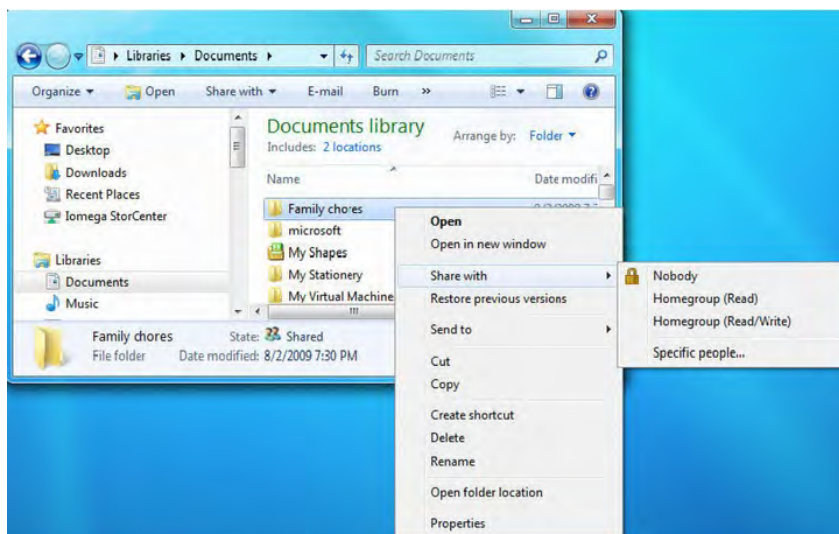 Libraries ▸ Documents ▸
Search Documents
Organize Open Share with E-mail Burn »
Favorites
Desktop
Downloads
Recent Places
Iomega StorCenter
Libraries
Documents
Music
Documents library
Includes: 2 locations
Arrange by: Folder
Name Date modifi
Family chores
microsoft
My Shapes
My Stationery
My Virtual Machine
Family chores State: Shared
File folder Date modified: 8/2/2009 7:30 PM
Open
Open in new window
Share with
Restore previous versions
Send to
Cut
Copy
Create shortcut
Delete
Rename
Open folder location
Properties
Nobody
Homegroup (Read)
Homegroup (Read/Write)
Specific people...